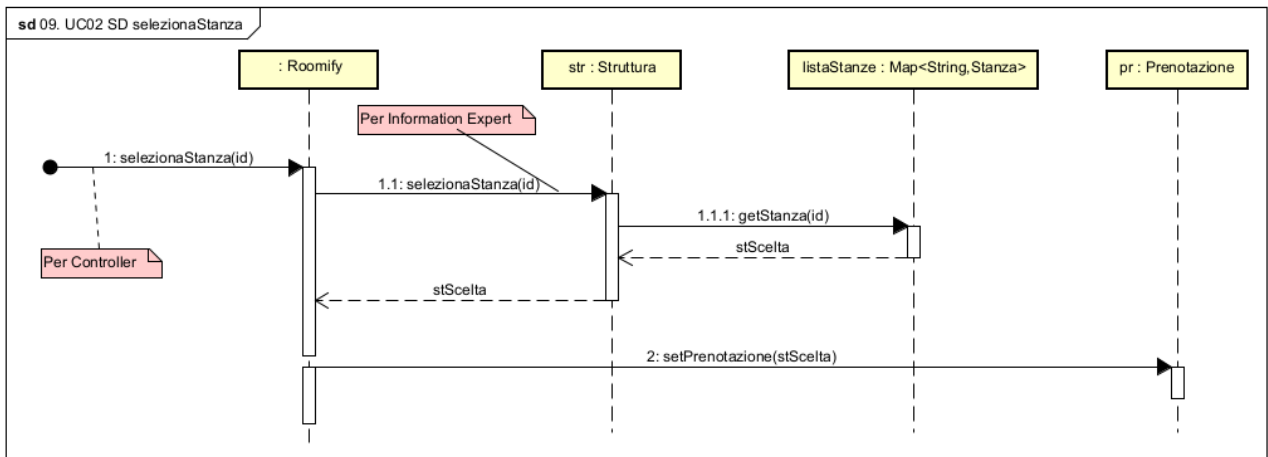 sd 09. UC02 SD selezionaStanza
: Roomify
str : Struttura
listaStanze : Map<String,Stanza>
pr : Prenotazione
Per Information Expert
1: selezionaStanza(id)
1.1: selezionaStanza(id)
1.1.1: getStanza(id)
stScelta
Per Controller
stScelta
2: setPrenotazione(stScelta)